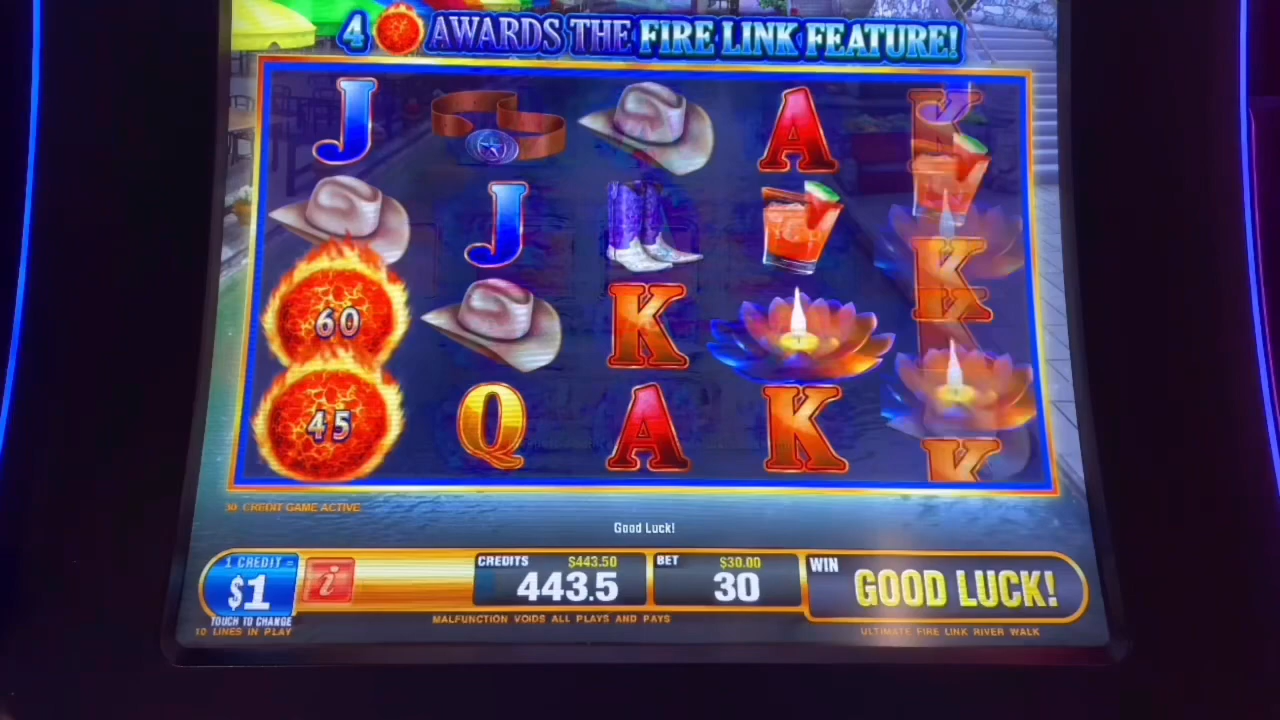 4 AWARDS THE FIRE LINK FEATURE!
J A K
J K
60 K K
45 Q A K K
30 CREDIT GAME ACTIVE
Good Luck!
1 CREDIT =
$1
TOUCH TO CHANGE
10 LINES IN PLAY
i
CREDITS $443.50
443.5
BET $30.00
30
WIN GOOD LUCK!
MALFUNCTION VOIDS ALL PLAYS AND PAYS
ULTIMATE FIRE LINK RIVER WALK